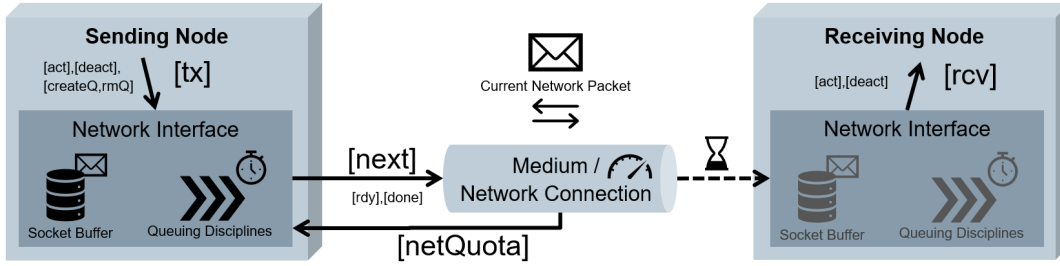 Sending Node
[act],[deact],
[createQ,rmQ]
[tx]
Network Interface
Socket Buffer
Queuing Disciplines
[next]
[rdy],[done]
[netQuota]
Current Network Packet
Medium /
Network Connection
Receiving Node
[act],[deact]
[rcv]
Network Interface
Socket Buffer
Queuing Disciplines